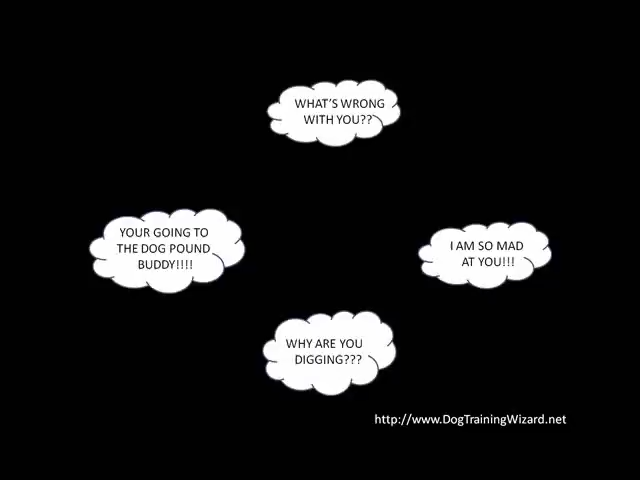 WHAT'S WRONG
WITH YOU??
YOUR GOING TO
THE DOG POUND
BUDDY!!!!
I AM SO MAD
AT YOU!!!
WHY ARE YOU
DIGGING???
http://www.DogTrainingWizard.net